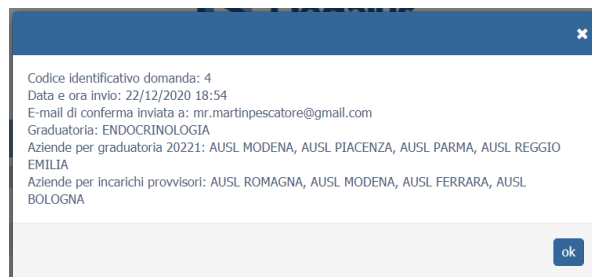 Codice identificativo domanda: 4
Data e ora invio: 22/12/2020 18:54
E-mail di conferma inviata a: mr.martinpescatore@gmail.com
Graduatoria: ENDOCRINOLOGIA
Aziende per graduatoria 20221: AUSL MODENA, AUSL PIACENZA, AUSL PARMA, AUSL REGGIO
EMILIA
Aziende per incarichi provvisori: AUSL ROMAGNA, AUSL MODENA, AUSL FERRARA, AUSL
BOLOGNA
ok